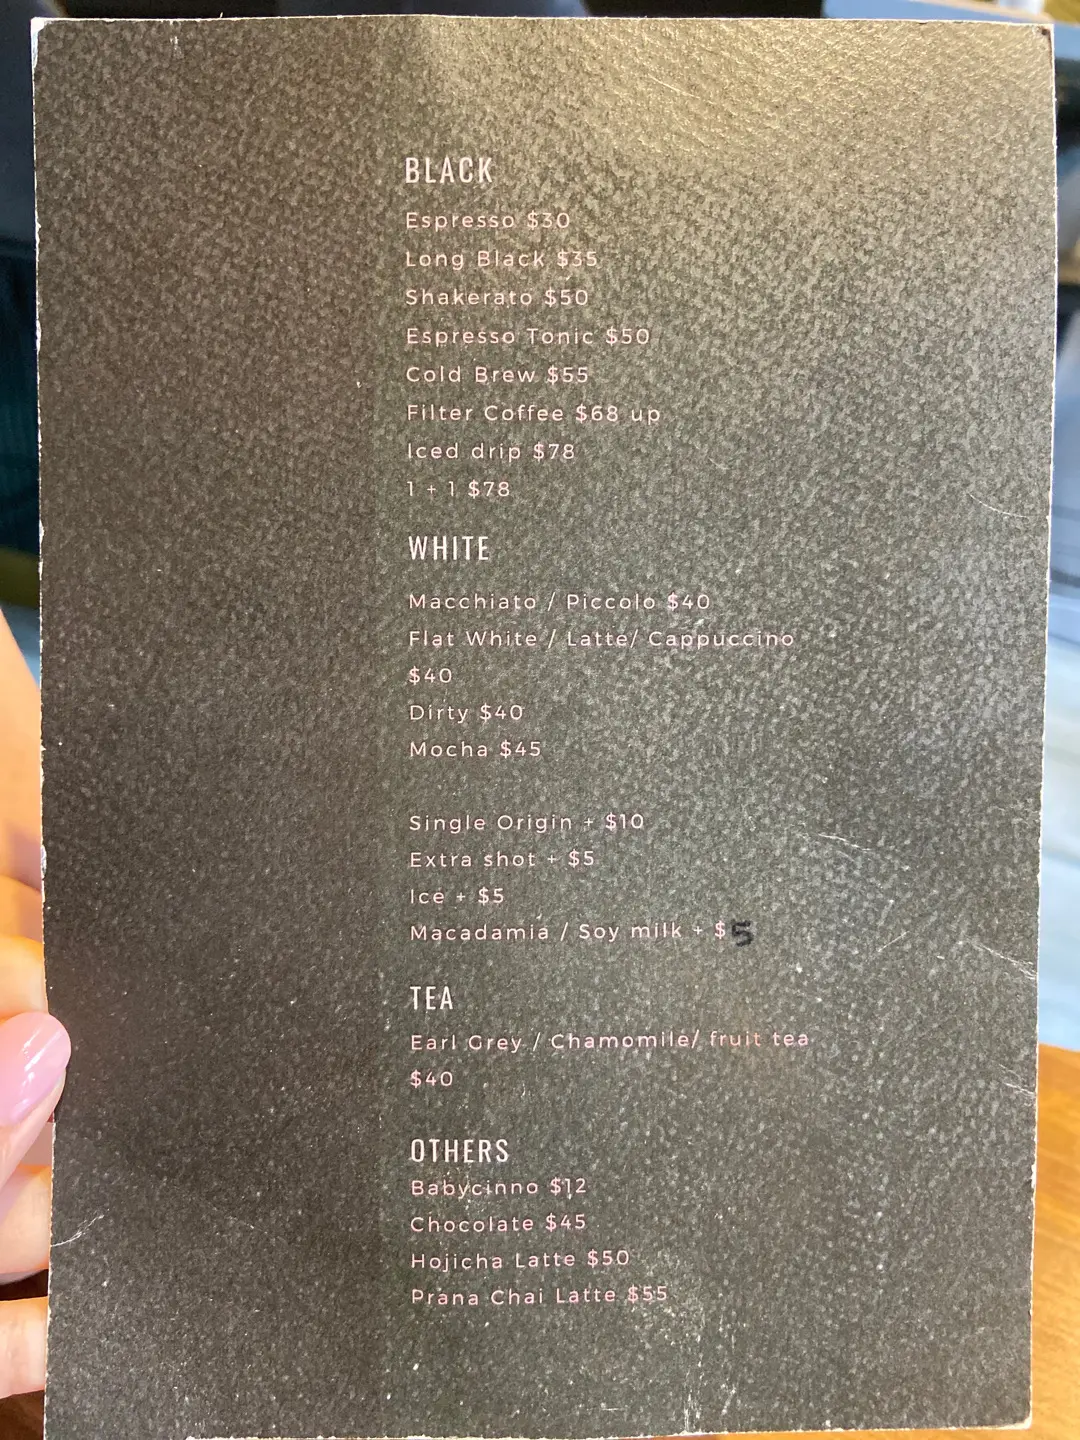 BLACK
Espresso $30
Long Black $35
Shakerato $50
Espresso Tonic $50
Cold Brew $55
Filter Coffee $68 up
Iced drip $78
1 + 1 $78
WHITE
Macchiato / Piccolo $40
Flat White / Latte/ Cappuccino
$40
Dirty $40
Mocha $45
Single Origin + $10
Extra shot + $5
Ice + $5
Macadamia / Soy milk + $5
TEA
Earl Grey / Chamomile/ fruit tea
$40
OTHERS
Babycinno $12
Chocolate $45
Hojicha Latte $50
Prana Chai Latte $55